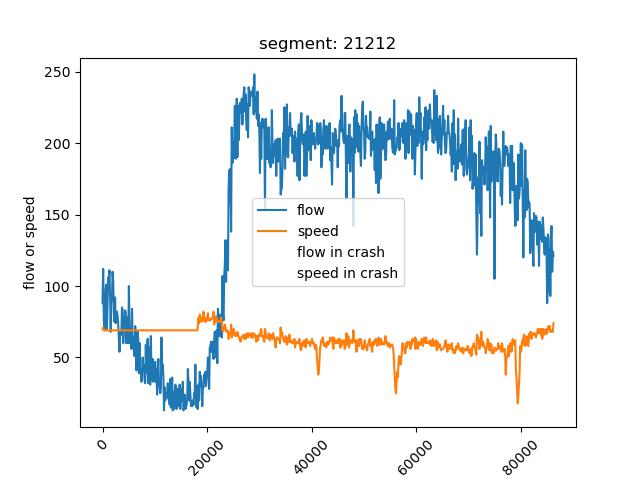 segment: 21212
250
200
150
100
50
flow or speed
flow
speed
flow in crash
speed in crash
0
20000
40000
60000
80000